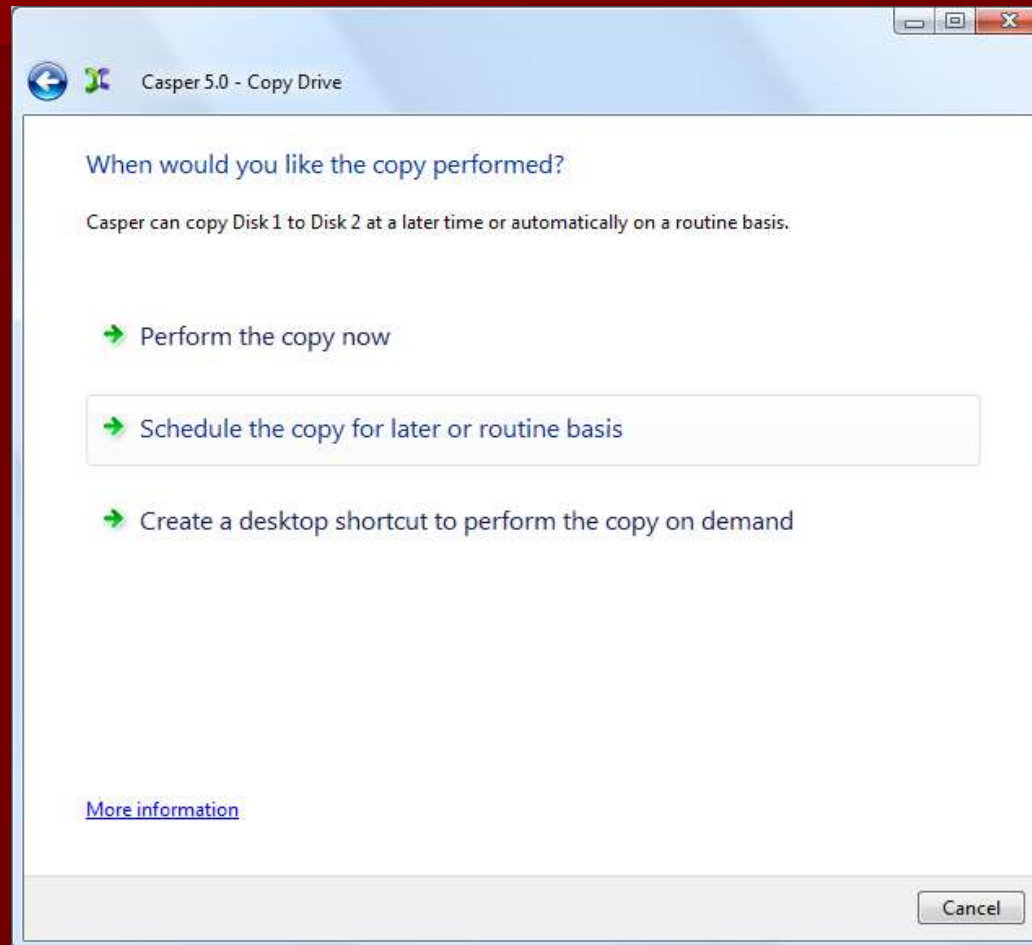 Casper 5.0 - Copy Drive
When would you like the copy performed?
Casper can copy Disk 1 to Disk 2 at a later time or automatically on a routine basis.
Perform the copy now
Schedule the copy for later or routine basis
Create a desktop shortcut to perform the copy on demand
More information
Cancel